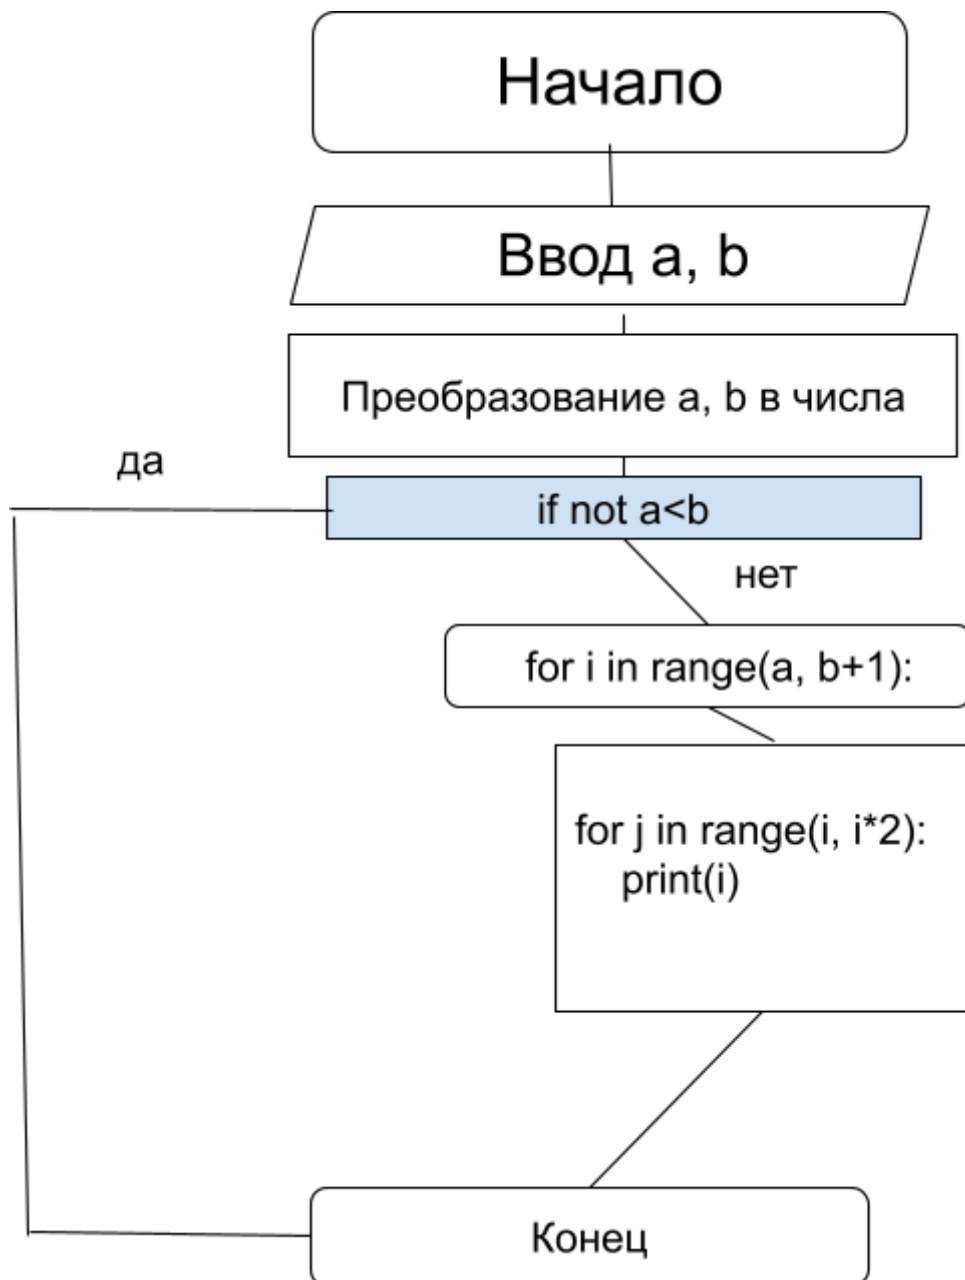 Начало
Ввод a, b
Преобразование a, b в числа
да
if not a<b
нет
for i in range(a, b+1):
for j in range(i, i*2):
print(i)
Конец